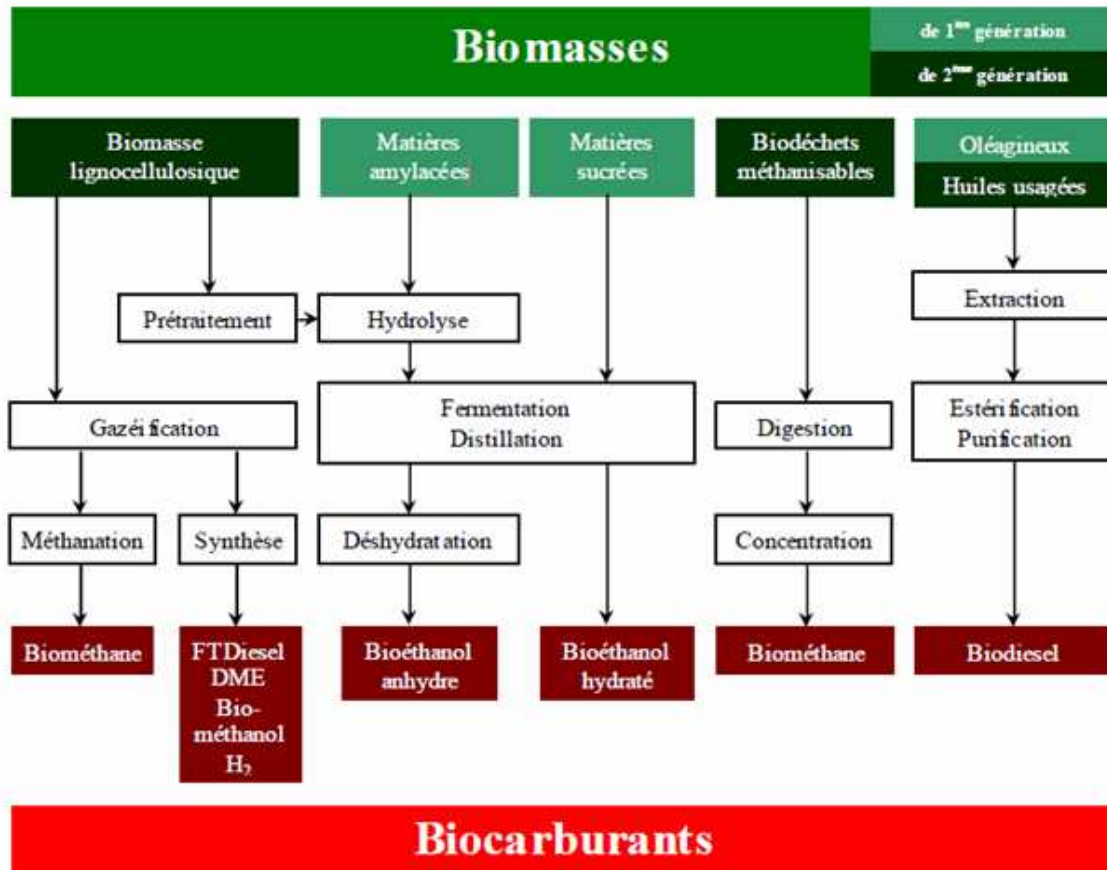 Biomasses
de 1ère génération
de 2ème génération
Biomasse
lignocellulosique
Matières
amylacées
Matières
sucrées
Biodéchets
méthanisables
Oléagineux
Huiles usagées
Prétraitement
Hydrolyse
Extraction
Gazéification
Fermentation
Distillation
Digestion
Estérification
Purification
Méthanation
Synthèse
Déshydratation
Concentration
Biométhane
FTDiesel
DME
Bio-
méthanol
H₂
Bioéthanol
anhydre
Bioéthanol
hydraté
Biométhane
Biodiesel
Biocarburants